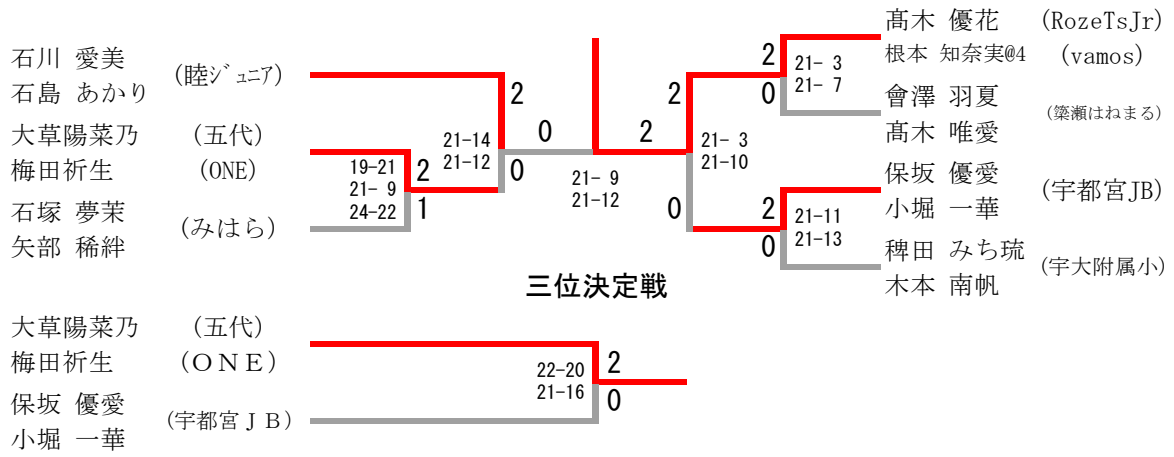 石川 愛美
石島 あかり
(睦ｼﾞｭﾆｱ)
大草陽菜乃 (五代)
梅田祈生 (ONE)
石塚 夢茉
矢部 稀絆
(みはら)
19-21
21- 9
24-22
2
1
21-14
21-12
2
0
0
2
21- 9
21-12
2
0
21- 3
21-10
2
0
21- 3
21- 7
2
0
21-11
21-13
髙木 優花 (RozeTsJr)
根本 知奈実@4 (vamos)
會澤 羽夏
髙木 唯愛
(簗瀬はねまる)
保坂 優愛
小堀 一華
(宇都宮JB)
稗田 みち琉
木本 南帆
(宇大附属小)
三位決定戦
大草陽菜乃 (五代)
梅田祈生 (ＯＮＥ)
保坂 優愛
小堀 一華
(宇都宮ＪＢ)
22-20
21-16
2
0